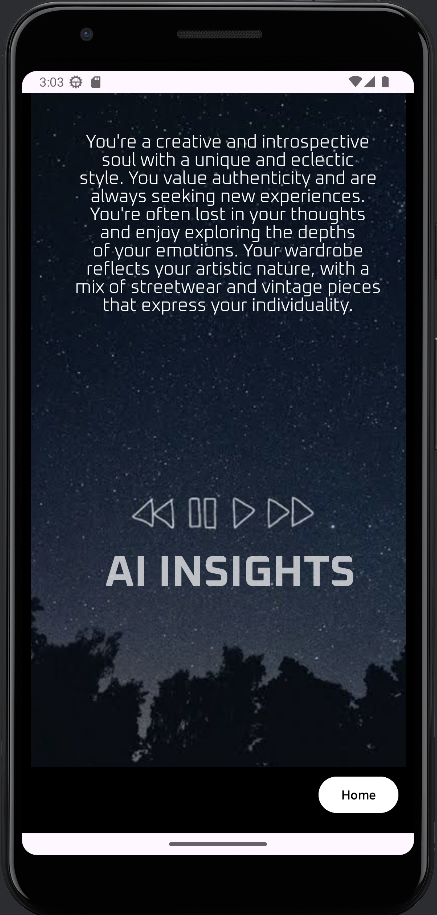 3:03
You're a creative and introspective
soul with a unique and eclectic
style. You value authenticity and are
always seeking new experiences.
You're often lost in your thoughts
and enjoy exploring the depths
of your emotions. Your wardrobe
reflects your artistic nature, with a
mix of streetwear and vintage pieces
that express your individuality.
AI INSIGHTS
Home